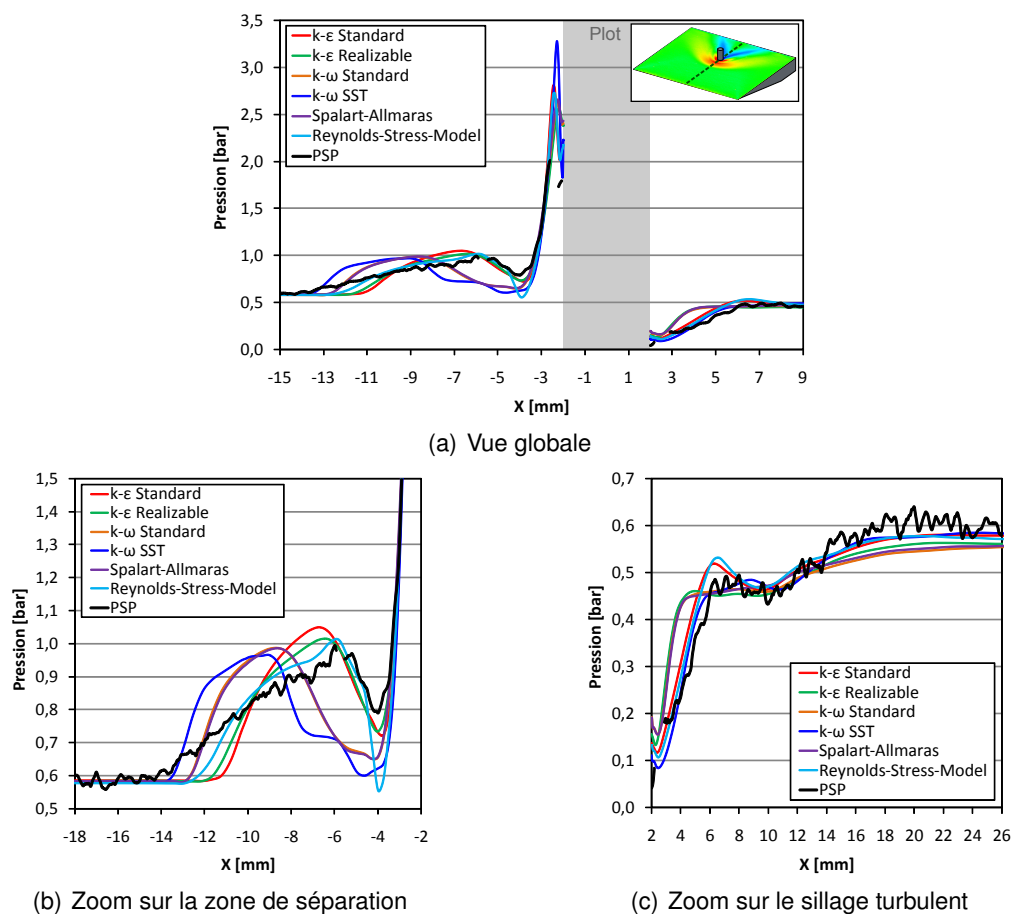 3,5
3,0
2,5
2,0
1,5
1,0
0,5
0,0
Pression [bar]
k-ε Standard
k-ε Realizable
k-ω Standard
k-ω SST
Spalart-Allmaras
Reynolds-Stress-Model
PSP
Plot
-15 -13 -11 -9 -7 -5 -3 -1 1 3 5 7 9
X [mm]
(a) Vue globale
1,5
1,4
1,3
1,2
1,1
1,0
0,9
0,8
0,7
0,6
0,5
Pression [bar]
k-ε Standard
k-ε Realizable
k-ω Standard
k-ω SST
Spalart-Allmaras
Reynolds-Stress-Model
PSP
-18 -16 -14 -12 -10 -8 -6 -4 -2
X [mm]
(b) Zoom sur la zone de séparation
0,7
0,6
0,5
0,4
0,3
0,2
0,1
0,0
Pression [bar]
k-ε Standard
k-ε Realizable
k-ω Standard
k-ω SST
Spalart-Allmaras
Reynolds-Stress-Model
PSP
2 4 6 8 10 12 14 16 18 20 22 24 26
X [mm]
(c) Zoom sur le sillage turbulent